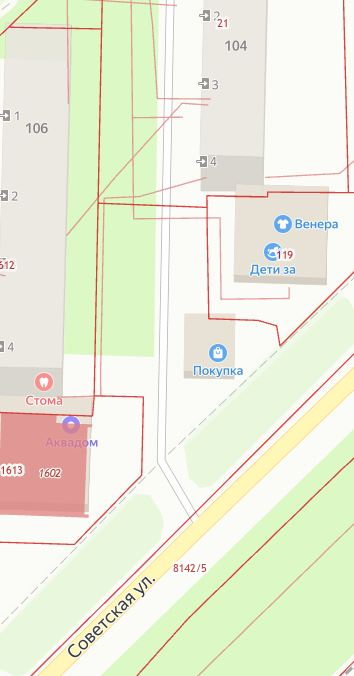 2
21
104
3
1
106
4
2
Венера
119
Дети за
612
4
Покупка
Стома
Аквадом
1613
1602
8142/5
Советская ул.